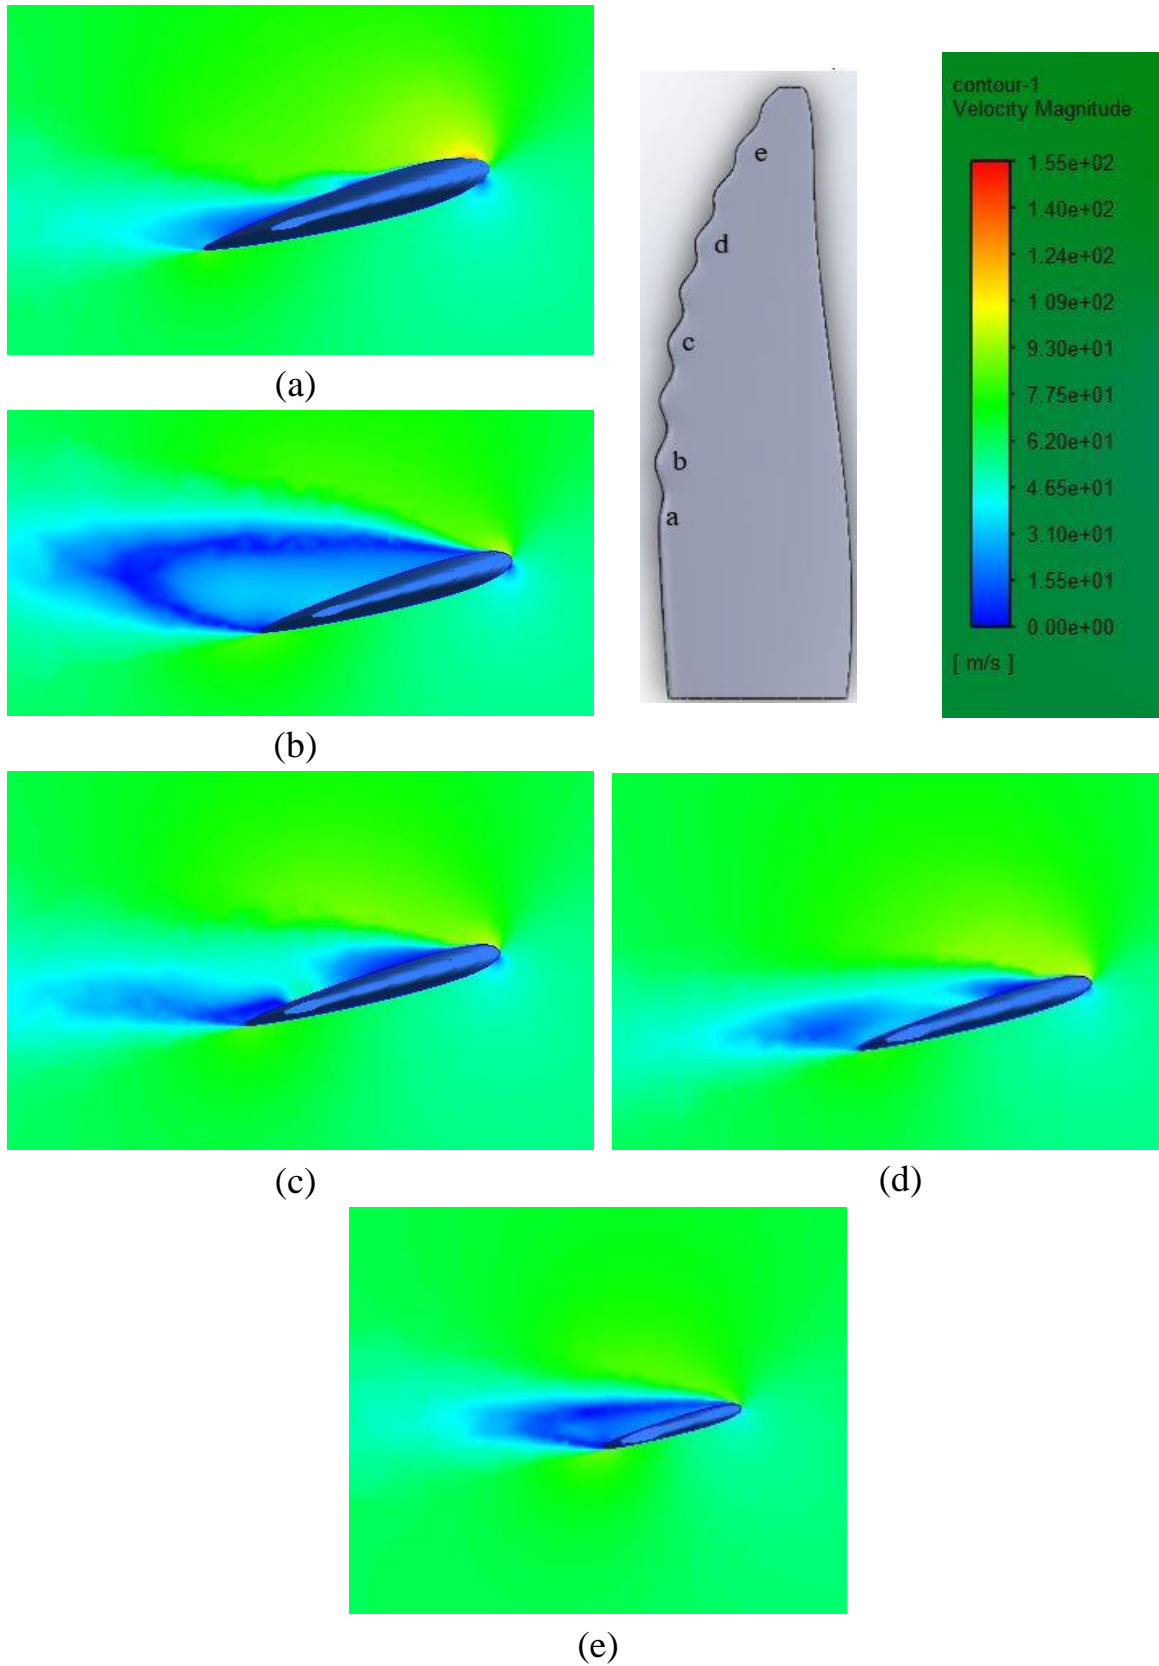 (a)
(b)
e
d
c
b
a
contour-1
Velocity Magnitude
1.55e+02
1.40e+02
1.24e+02
1.09e+02
9.30e+01
7.75e+01
6.20e+01
4.65e+01
3.10e+01
1.55e+01
0.00e+00
[ m/s ]
(c)
(d)
(e)